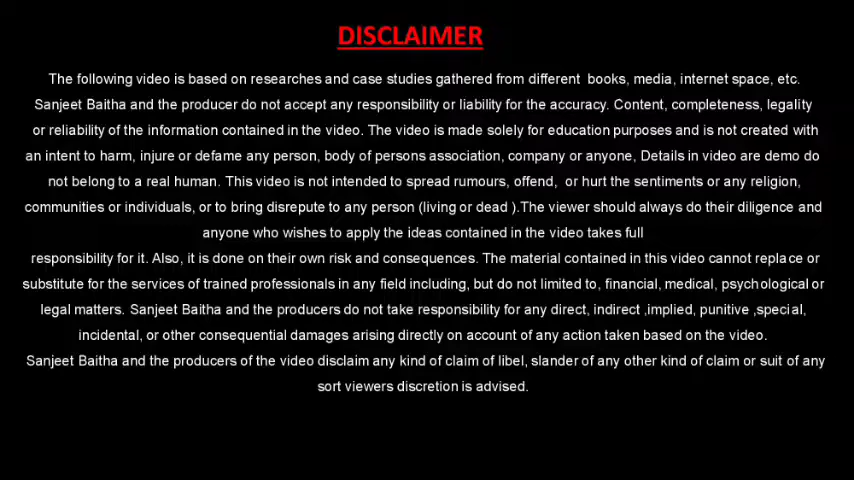 DISCLAIMER
The following video is based on researches and case studies gathered from different books, media, internet space, etc.
Sanjeet Baitha and the producer do not accept any responsibility or liability for the accuracy. Content, completeness, legality
or reliability of the information contained in the video. The video is made solely for education purposes and is not created with
an intent to harm, injure or defame any person, body of persons association, company or anyone, Details in video are demo do
not belong to a real human. This video is not intended to spread rumours, offend, or hurt the sentiments or any religion,
communities or individuals, or to bring disrepute to any person (living or dead ).The viewer should always do their diligence and
anyone who wishes to apply the ideas contained in the video takes full
responsibility for it. Also, it is done on their own risk and consequences. The material contained in this video cannot replace or
substitute for the services of trained professionals in any field including, but do not limited to, financial, medical, psychological or
legal matters. Sanjeet Baitha and the producers do not take responsibility for any direct, indirect ,implied, punitive ,special,
incidental, or other consequential damages arising directly on account of any action taken based on the video.
Sanjeet Baitha and the producers of the video disclaim any kind of claim of libel, slander of any other kind of claim or suit of any
sort viewers discretion is advised.